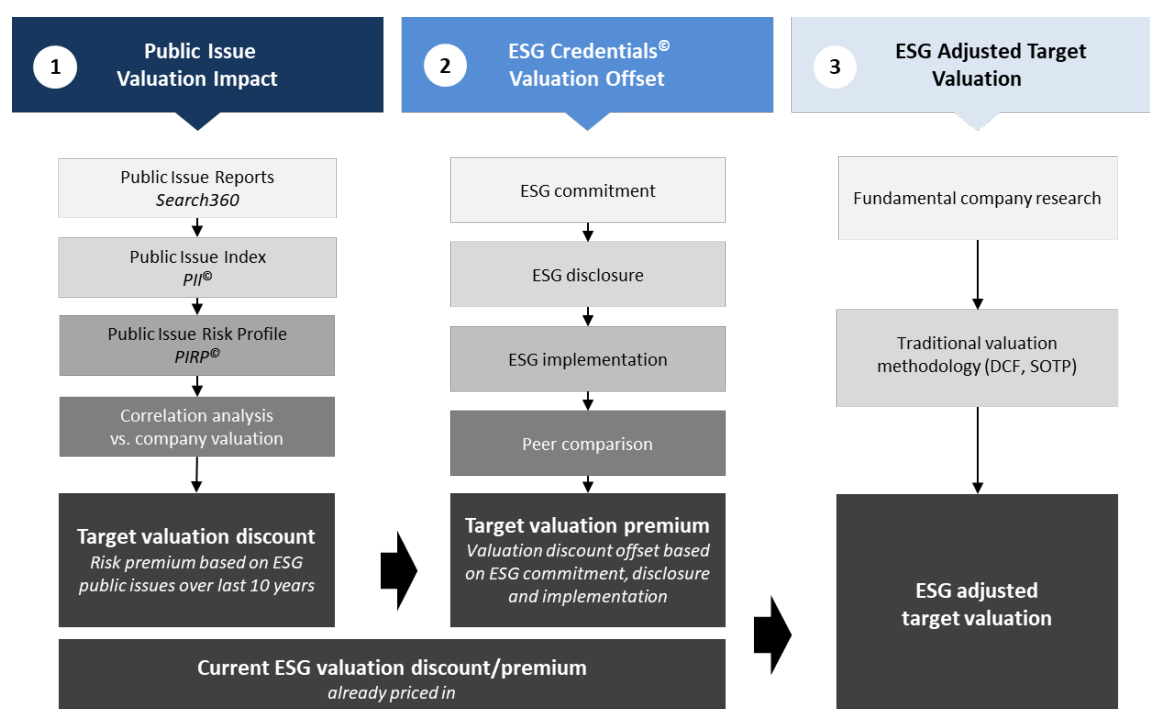 1
Public Issue
Valuation Impact
2
ESG Credentials©
Valuation Offset
3
ESG Adjusted Target
Valuation
Public Issue Reports
Search360
Public Issue Index
PII©
Public Issue Risk Profile
PIRP©
Correlation analysis
vs. company valuation
Target valuation discount
Risk premium based on ESG
public issues over last 10 years
ESG commitment
ESG disclosure
ESG implementation
Peer comparison
Target valuation premium
Valuation discount offset based
on ESG commitment, disclosure
and implementation
Current ESG valuation discount/premium
already priced in
Fundamental company research
Traditional valuation
methodology (DCF, SOTP)
ESG adjusted
target valuation